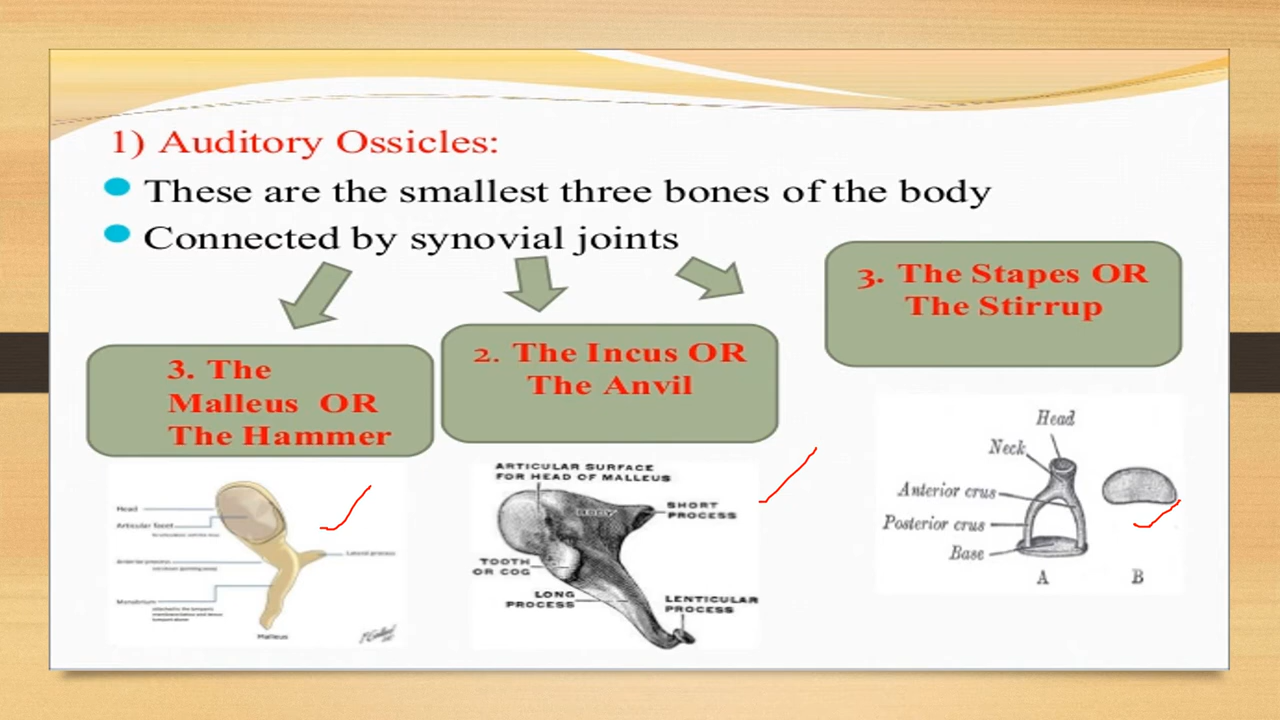 1) Auditory Ossicles:
These are the smallest three bones of the body
Connected by synovial joints
3. The
Malleus OR
The Hammer
2. The Incus OR
The Anvil
3. The Stapes OR
The Stirrup
Head
Articular facet
Anterior process
Manubrium
Lateral process
Malleus
ARTICULAR SURFACE
FOR HEAD OF MALLEUS
BODY
SHORT
PROCESS
TOOTH
OR COG
LONG
PROCESS
LENTICULAR
PROCESS
Head
Neck
Anterior crus
Posterior crus
Base
A
B